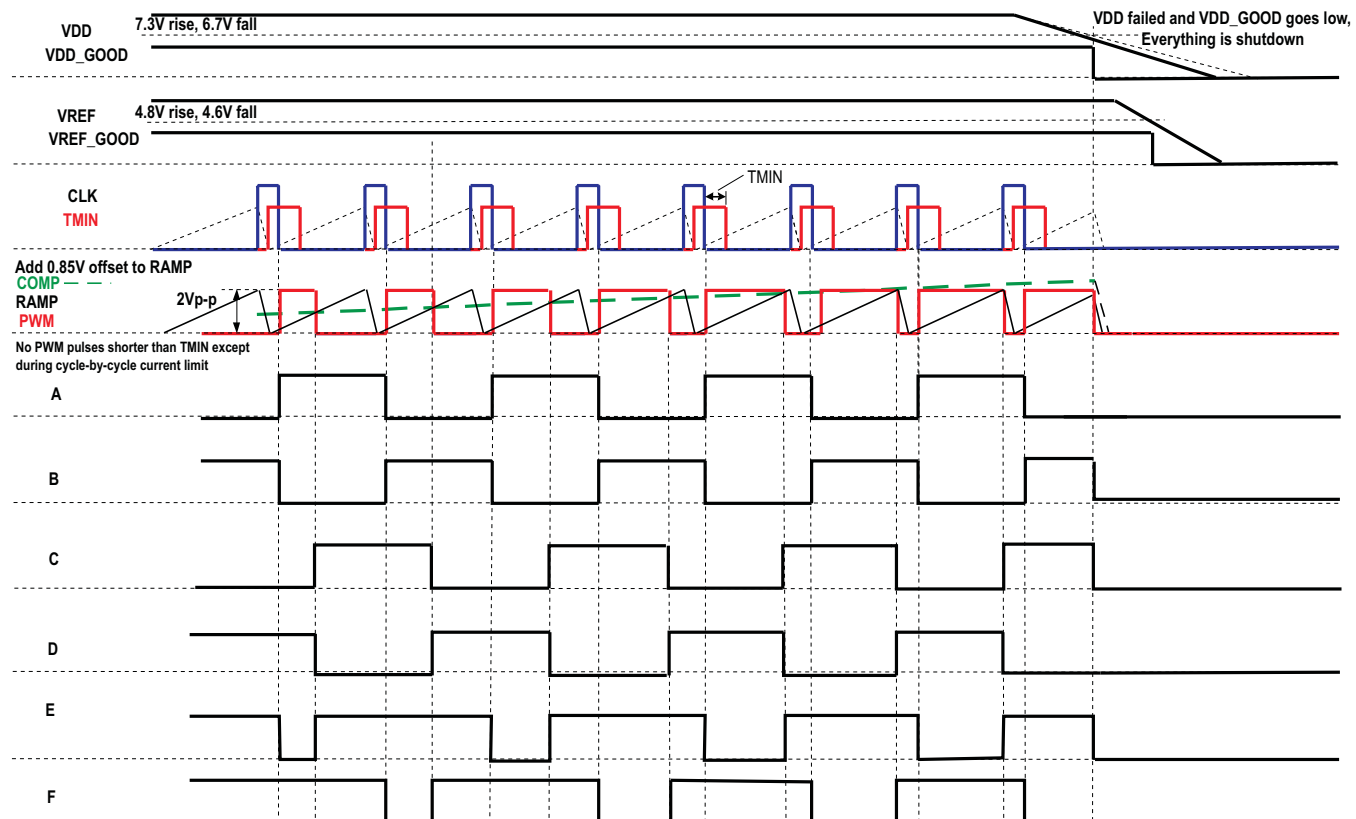 VDD
7.3V rise, 6.7V fall
VDD failed and VDD_GOOD goes low,
Everything is shutdown
VDD_GOOD
VREF
4.8V rise, 4.6V fall
VREF_GOOD
CLK
TMIN
TMIN
Add 0.85V offset to RAMP
COMP
RAMP
2Vp-p
PWM
No PWM pulses shorter than TMIN except
during cycle-by-cycle current limit
A
B
C
D
E
F